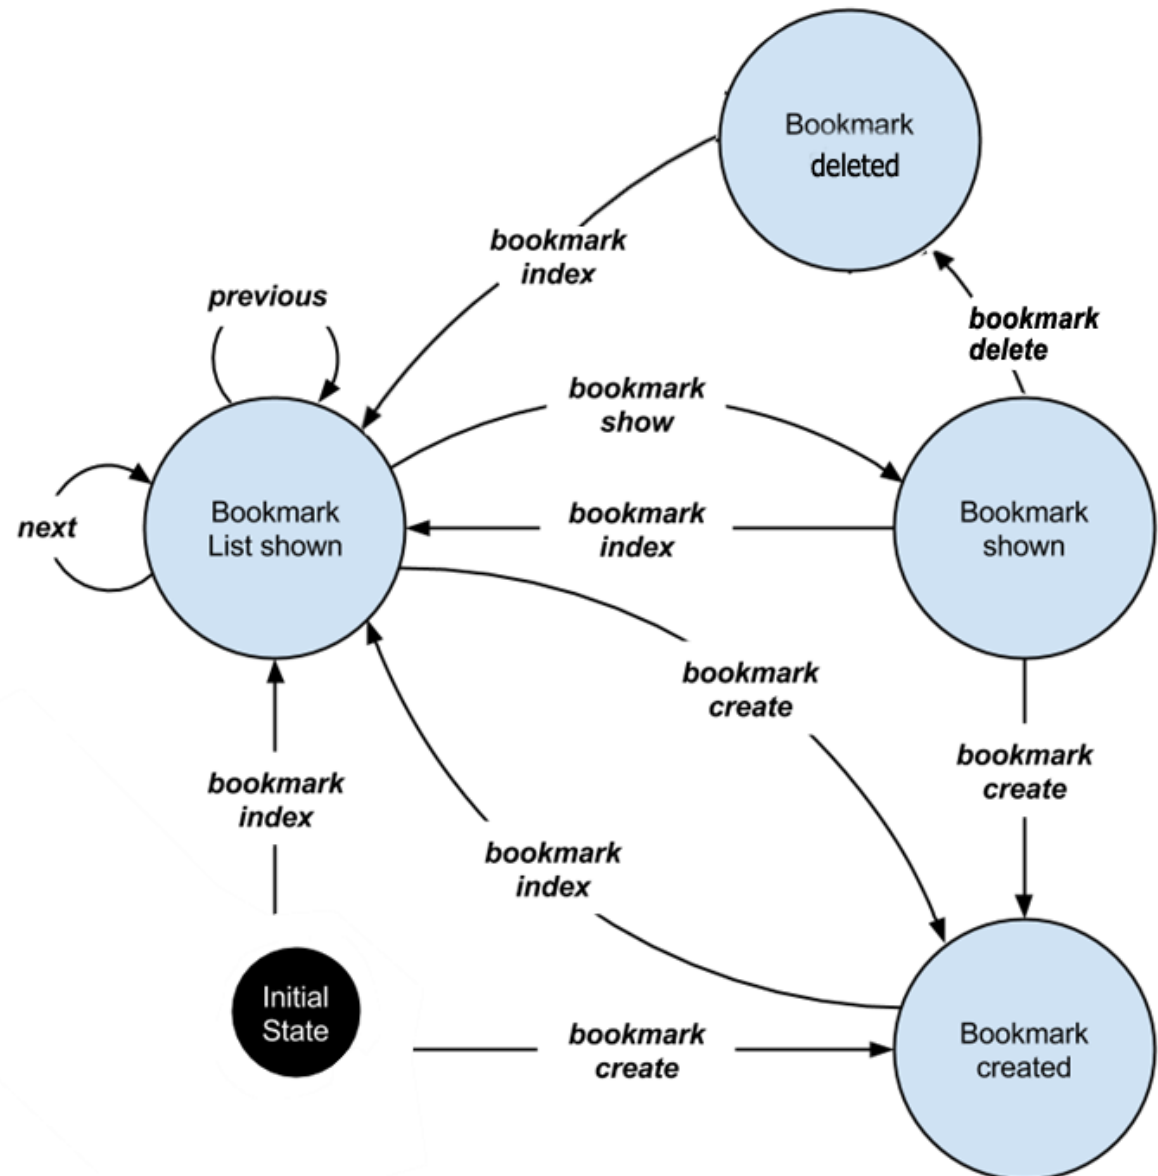 Bookmark
deleted
bookmark
index
previous
bookmark
delete
bookmark
show
next
Bookmark
List shown
bookmark
index
Bookmark
shown
bookmark
create
bookmark
index
bookmark
create
bookmark
index
Initial
State
bookmark
create
Bookmark
created